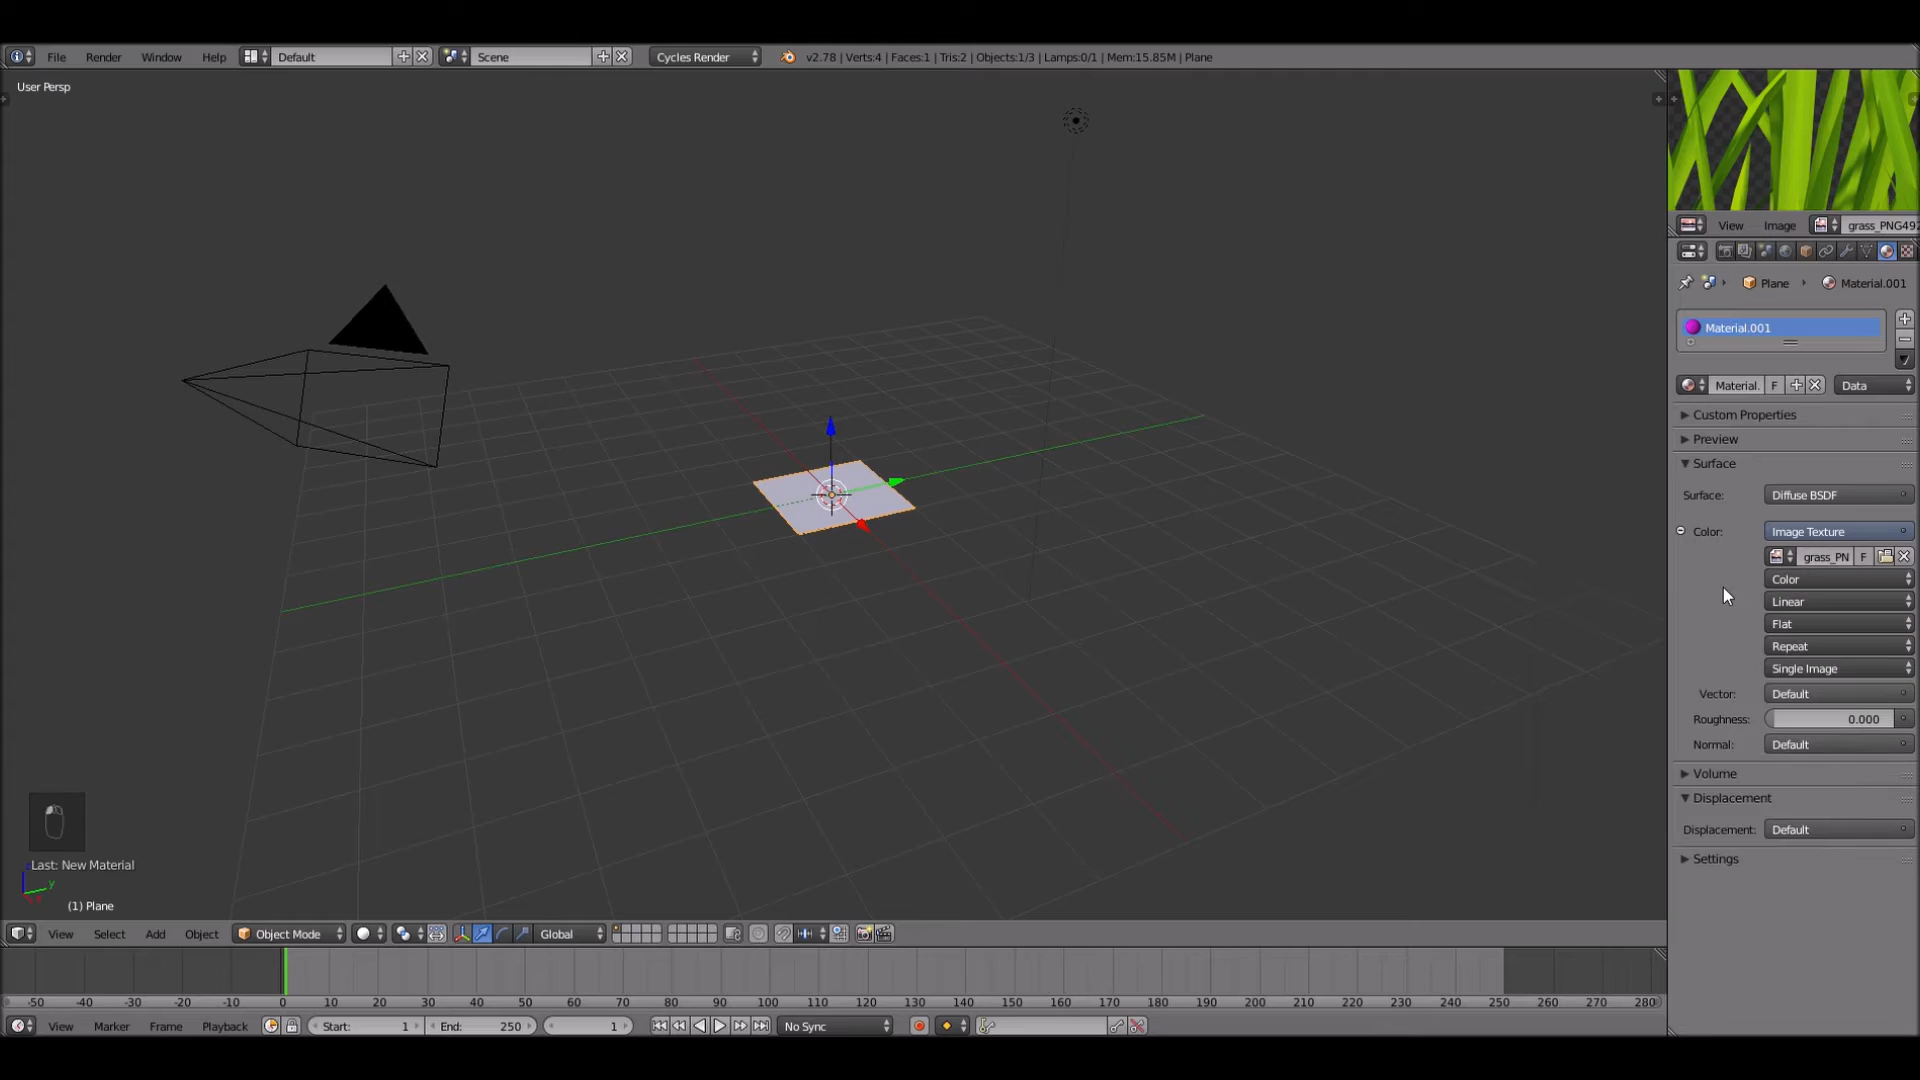 File Render Window Help Default Scene Cycles Render v2.78 | Verts:4 | Faces:1 | Tris:2 | Objects:1/3 | Lamps:0/1 | Mem:15.85M | Plane
User Persp
View Image grass_PNG492
Plane Material.001
Material.001
Material. F Data
Custom Properties
Preview
Surface
Surface: Diffuse BSDF
Color: Image Texture
grass_PN F
Color
Linear
Flat
Repeat
Single Image
Vector: Default
Roughness: 0.000
Normal: Default
Volume
Displacement
Displacement: Default
Settings
Last: New Material
y
(1) Plane
View Select Add Object Object Mode Global
-50 -40 -30 -20 -10 0 10 20 30 40 50 60 70 80 90 100 110 120 130 140 150 160 170 180 190 200 210 220 230 240 250 260 270 280
View Marker Frame Playback Start: 1 End: 250 1 No Sync